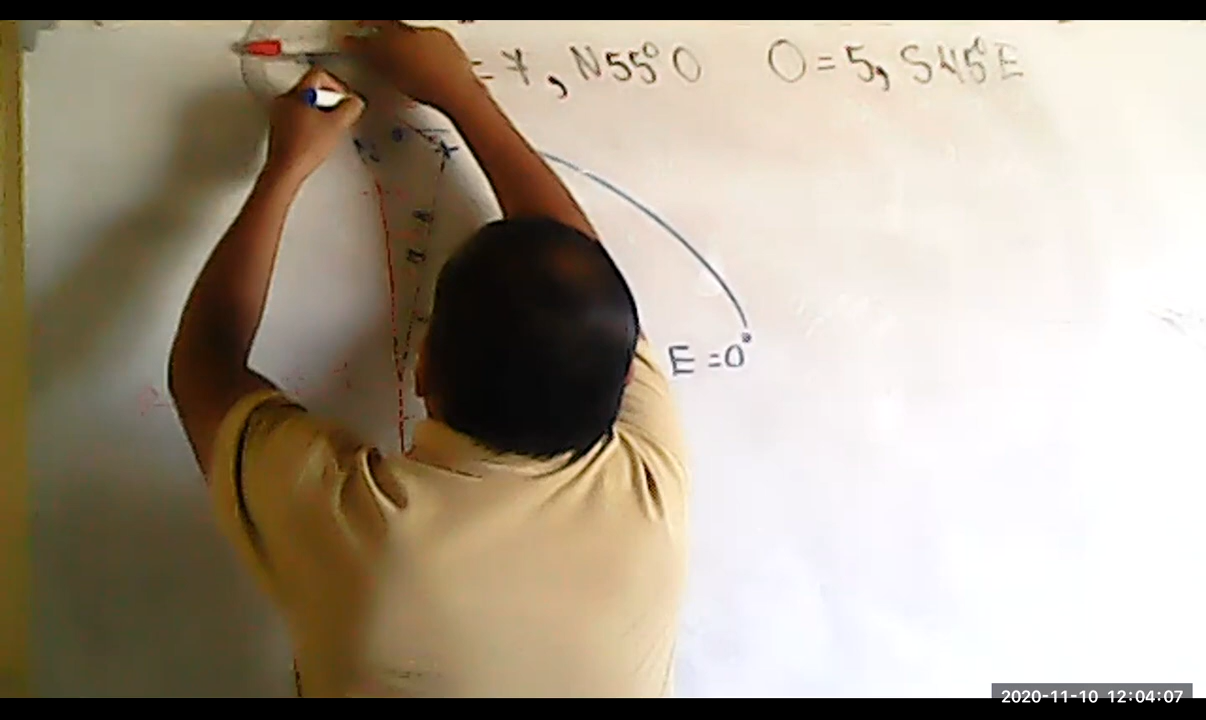 = 7, N55°O O = 5, S45°E
E = 0°
2020-11-10 12:04:07